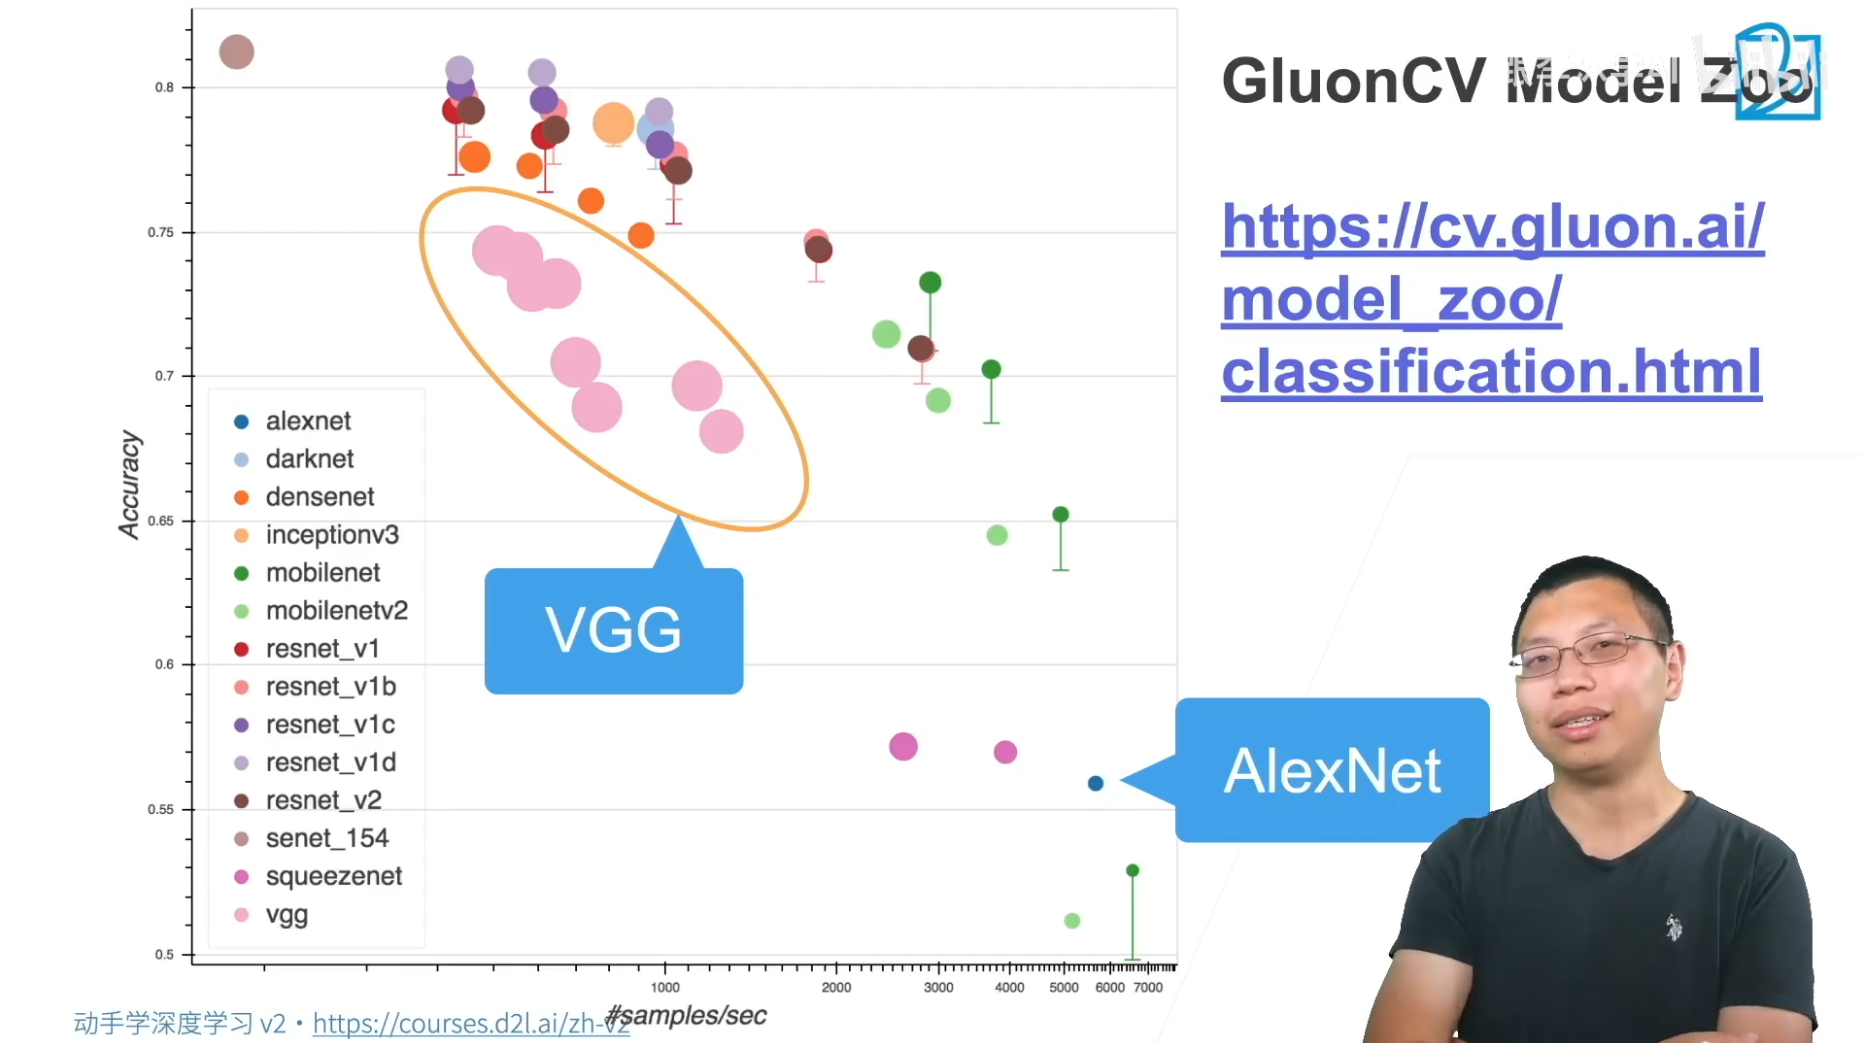 GluonCV Model Zoo
https://cv.gluon.ai/
model_zoo/
classification.html
0.8
0.75
0.7
0.65
0.6
0.55
0.5
Accuracy
alexnet
darknet
densenet
inceptionv3
mobilenet
mobilenetv2
resnet_v1
resnet_v1b
resnet_v1c
resnet_v1d
resnet_v2
senet_154
squeezenet
vgg
VGG
AlexNet
1000 2000 3000 4000 5000 6000 7000
#samples/sec
动手学深度学习 v2 · https://courses.d2l.ai/zh-v2